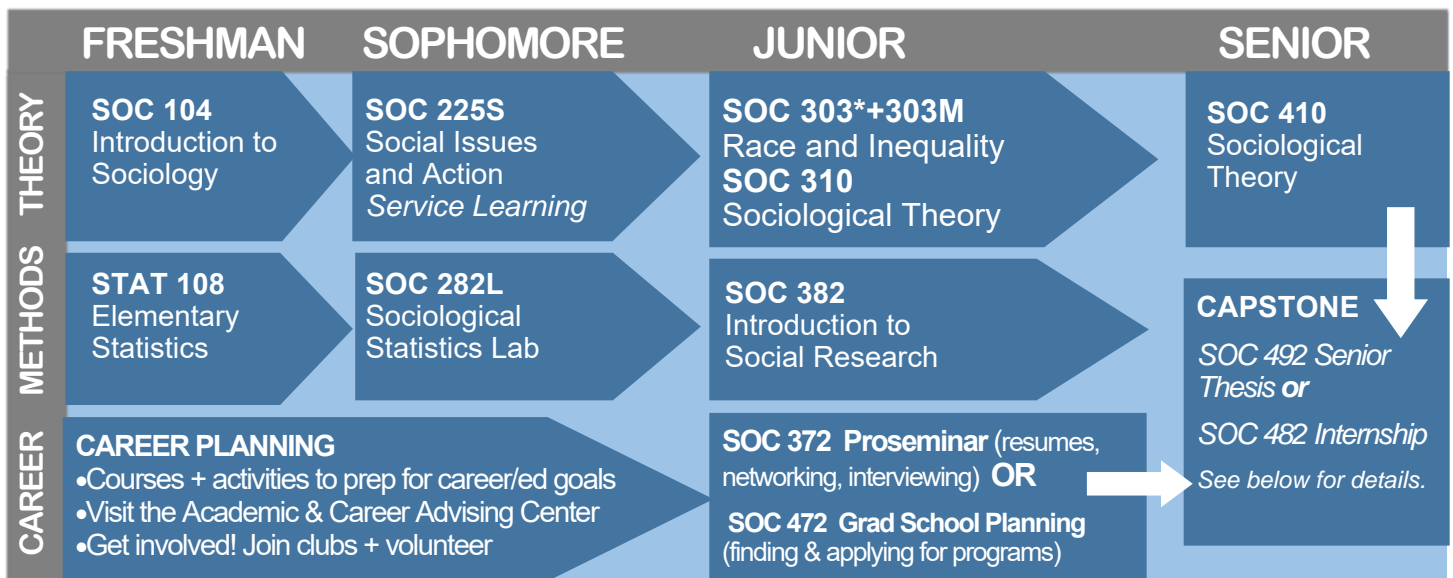 FRESHMAN SOPHOMORE JUNIOR SENIOR
THEORY
SOC 104
Introduction to
Sociology
SOC 225S
Social Issues
and Action
Service Learning
SOC 303*+303M
Race and Inequality
SOC 310
Sociological Theory
SOC 410
Sociological
Theory
METHODS
STAT 108
Elementary
Statistics
SOC 282L
Sociological
Statistics Lab
SOC 382
Introduction to
Social Research
CAPSTONE
SOC 492 Senior
Thesis or
SOC 482 Internship
See below for details.
CAREER
CAREER PLANNING
•Courses + activities to prep for career/ed goals
•Visit the Academic & Career Advising Center
•Get involved! Join clubs + volunteer
SOC 372 Proseminar (resumes,
networking, interviewing) OR
SOC 472 Grad School Planning
(finding & applying for programs)